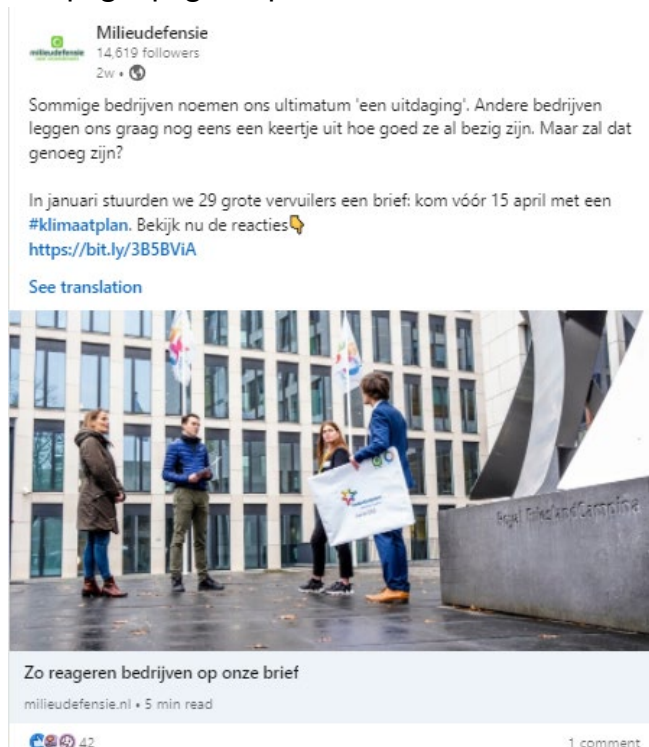 Milieudefensie
milieudefensie
14,619 followers
2w •
Sommige bedrijven noemen ons ultimatum 'een uitdaging'. Andere bedrijven
leggen ons graag nog eens een keertje uit hoe goed ze al bezig zijn. Maar zal dat
genoeg zijn?
In januari stuurden we 29 grote vervuilers een brief: kom vóór 15 april met een
#klimaatplan. Bekijk nu de reacties👇
https://bit.ly/3B5BViA
See translation
Royal FrieslandCampina
Zo reageren bedrijven op onze brief
milieudefensie.nl • 5 min read
42
1 comment